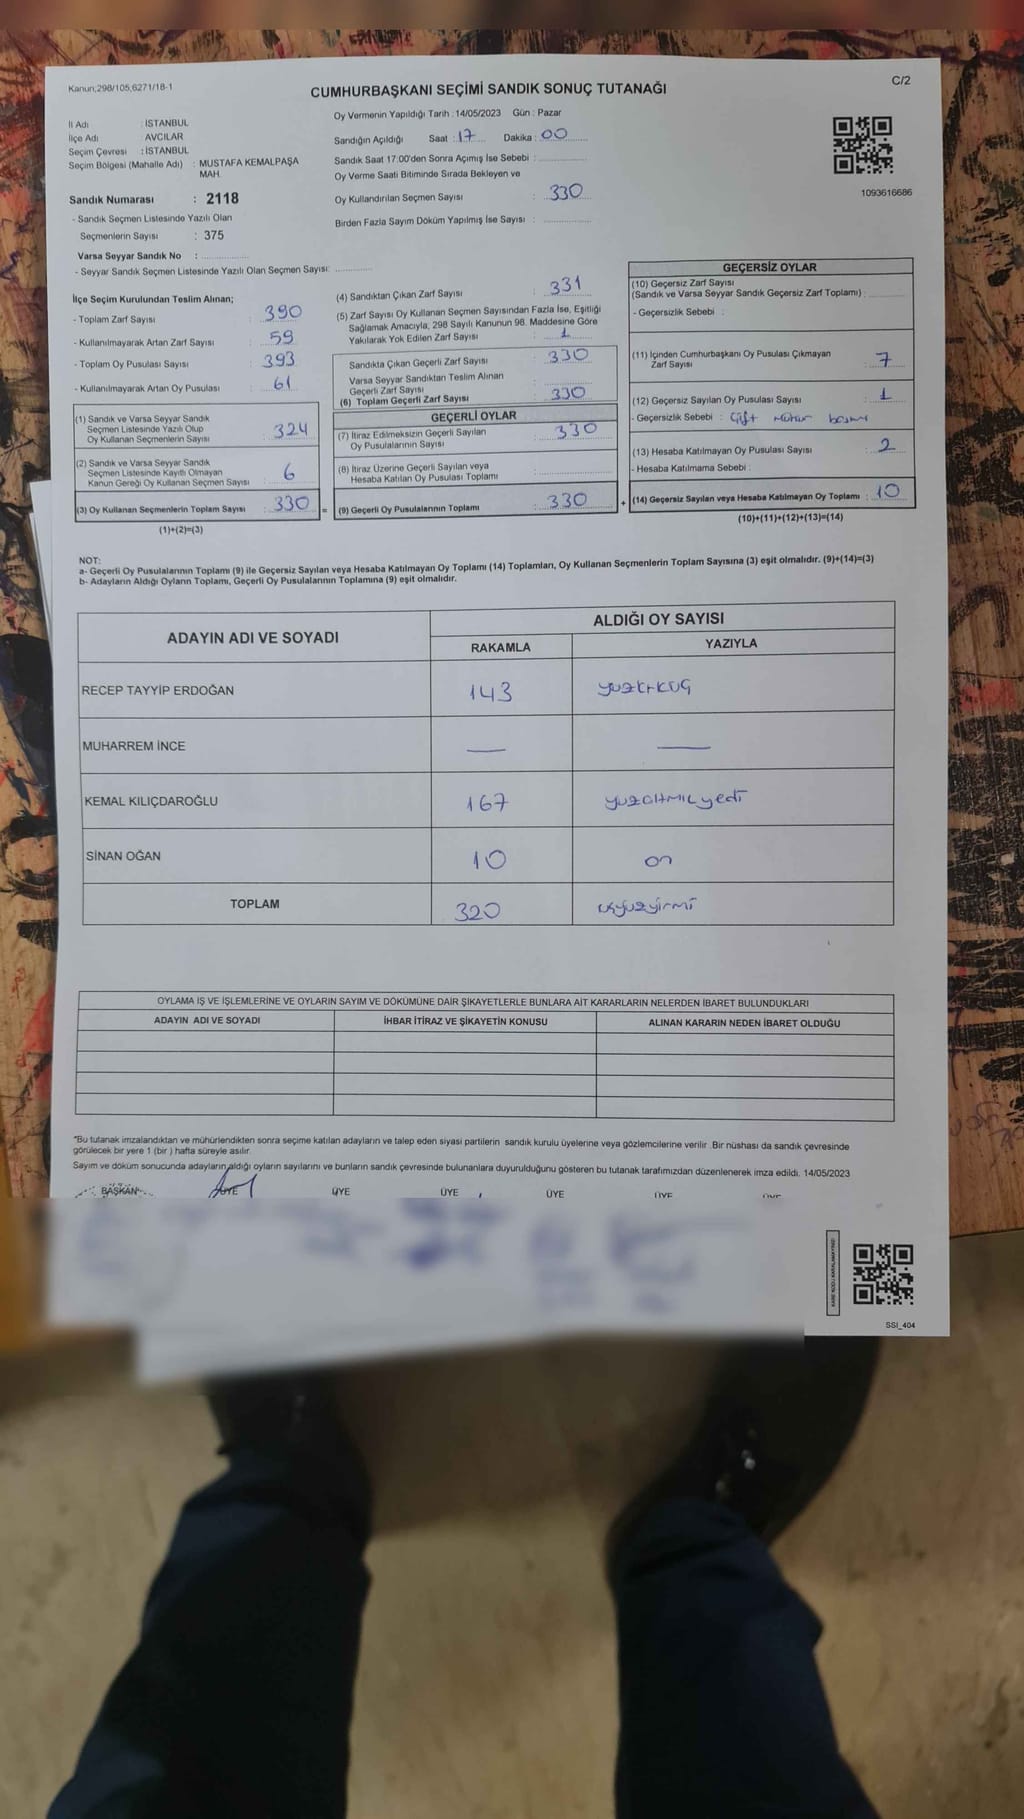 Kanun;298/105,6271/18-1
CUMHURBAŞKANI SEÇİMİ SANDIK SONUÇ TUTANAĞI
C/2
İl Adı : İSTANBUL
İlçe Adı : AVCILAR
Seçim Çevresi : İSTANBUL
Seçim Bölgesi (Mahalle Adı) : MUSTAFA KEMALPAŞA MAH.
Sandık Numarası : 2118
- Sandık Seçmen Listesinde Yazılı Olan
Seçmenlerin Sayısı : 375
Varsa Seyyar Sandık No : ....................
- Seyyar Sandık Seçmen Listesinde Yazılı Olan Seçmen Sayısı: ................
Oy Vermenin Yapıldığı Tarih :14/05/2023 Gün : Pazar
Sandığın Açıldığı Saat : 17 Dakika : 00
Sandık Saat 17:00'den Sonra Açımış İse Sebebi : ................
Oy Verme Saati Bitiminde Sırada Bekleyen ve
Oy Kullandırılan Seçmen Sayısı : 330
Birden Fazla Sayım Döküm Yapılmış İse Sayısı : ................
1093616686
İlçe Seçim Kurulundan Teslim Alınan;
- Toplam Zarf Sayısı : 390
- Kullanılmayarak Artan Zarf Sayısı : 59
- Toplam Oy Pusulası Sayısı : 393
- Kullanılmayarak Artan Oy Pusulası : 61
(1) Sandık ve Varsa Seyyar Sandık
Seçmen Listesinde Yazılı Olup
Oy Kullanan Seçmenlerin Sayısı : 324
(2) Sandık ve Varsa Seyyar Sandık
Seçmen Listesinde Kayıtlı Olmayan
Kanun Gereği Oy Kullanan Seçmen Sayısı : 6
(3) Oy Kullanan Seçmenlerin Toplam Sayısı : 330 =
(1)+(2)=(3)
(4) Sandıktan Çıkan Zarf Sayısı : 331
(5) Zarf Sayısı Oy Kullanan Seçmen Sayısından Fazla İse, Eşitliği
Sağlamak Amacıyla, 298 Sayılı Kanunun 98. Maddesine Göre
Yakılarak Yok Edilen Zarf Sayısı : 1
Sandıkta Çıkan Geçerli Zarf Sayısı : 330
Varsa Seyyar Sandıktan Teslim Alınan
Geçerli Zarf Sayısı : ................
(6) Toplam Geçerli Zarf Sayısı : 330
GEÇERLİ OYLAR
(7) İtiraz Edilmeksizin Geçerli Sayılan
Oy Pusulalarının Sayısı : 330
(8) İtiraz Üzerine Geçerli Sayılan veya
Hesaba Katılan Oy Pusulası Toplamı : ................
(9) Geçerli Oy Pusulalarının Toplamı : 330 +
GEÇERSİZ OYLAR
(10) Geçersiz Zarf Sayısı
(Sandık ve Varsa Seyyar Sandık Geçersiz Zarf Toplamı) : ........
- Geçersizlik Sebebi :
(11) İçinden Cumhurbaşkanı Oy Pusulası Çıkmayan
Zarf Sayısı : 7
(12) Geçersiz Sayılan Oy Pusulası Sayısı : 1
- Geçersizlik Sebebi : Çift mühür
(13) Hesaba Katılmayan Oy Pusulası Sayısı : 2
- Hesaba Katılmama Sebebi :
(14) Geçersiz Sayılan veya Hesaba Katılmayan Oy Toplamı : 10
(10)+(11)+(12)+(13)=(14)
NOT:
a- Geçerli Oy Pusulalarının Toplamı (9) ile Geçersiz Sayılan veya Hesaba Katılmayan Oy Toplamı (14) Toplamları, Oy Kullanan Seçmenlerin Toplam Sayısına (3) eşit olmalıdır. (9)+(14)=(3)
b- Adayların Aldığı Oyların Toplamı, Geçerli Oy Pusulalarının Toplamına (9) eşit olmalıdır.
ADAYIN ADI VE SOYADI ALDIĞI OY SAYISI
RAKAMLA YAZIYLA
RECEP TAYYİP ERDOĞAN 143 yüzkırküç
MUHARREM İNCE — —
KEMAL KILIÇDAROĞLU 167 yüzaltmışyedi
SİNAN OĞAN 10 on
TOPLAM 320 üçyüzyirmi
OYLAMA İŞ VE İŞLEMLERİNE VE OYLARIN SAYIM VE DÖKÜMÜNE DAİR ŞİKAYETLERLE BUNLARA AİT KARARLARIN NELERDEN İBARET BULUNDUKLARI
ADAYIN ADI VE SOYADI İHBAR İTİRAZ VE ŞİKAYETİN KONUSU ALINAN KARARIN NEDEN İBARET OLDUĞU
*Bu tutanak imzalandıktan ve mühürlendikten sonra seçime katılan adayların ve talep eden siyasi partilerin sandık kurulu üyelerine veya gözlemcilerine verilir .Bir nüshası da sandık çevresinde
görülecek bir yere 1 (bir ) hafta süreyle asılır.
Sayım ve döküm sonucunda adayların aldığı oyların sayılarını ve bunların sandık çevresinde bulunanlara duyurulduğunu gösteren bu tutanak tarafımızdan düzenlenerek imza edildi. 14/05/2023
BAŞKAN ÜYE ÜYE ÜYE ÜYE ÜYE ÜYE
SSI_404